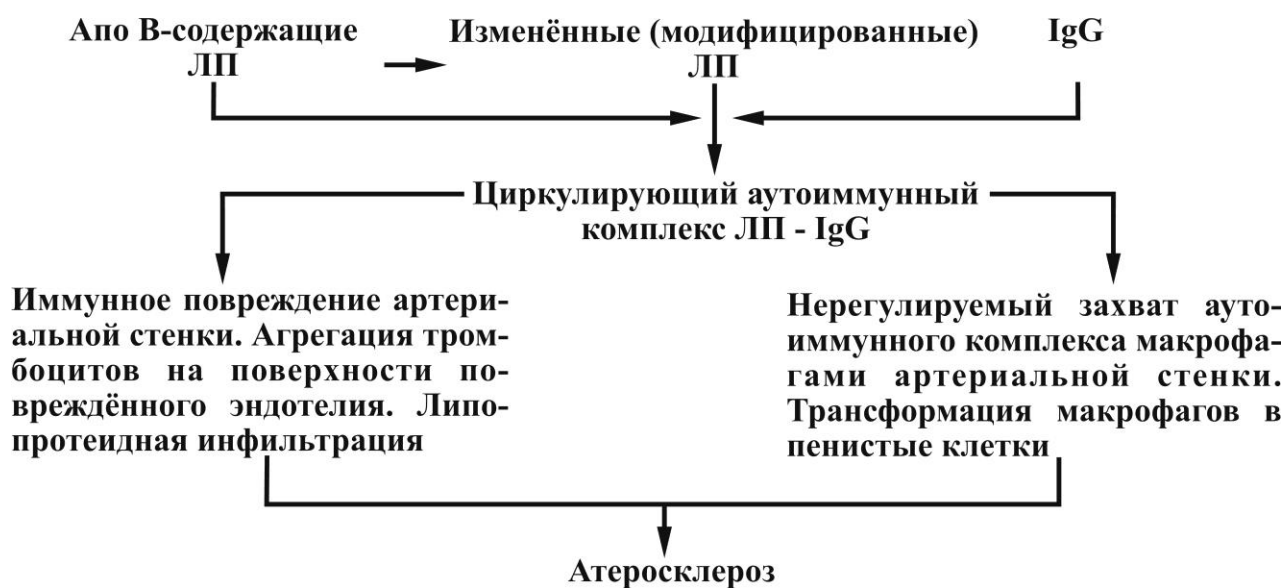 Апо В-содержащие
ЛП
Изменённые (модифицированные)
ЛП
IgG
Циркулирующий аутоиммунный
комплекс ЛП - IgG
Иммунное повреждение артери-
альной стенки. Агрегация тром-
боцитов на поверхности по-
вреждённого эндотелия. Липо-
протеидная инфильтрация
Нерегулируемый захват ауто-
иммунного комплекса макрофа-
гами артериальной стенки.
Трансформация макрофагов в
пенистые клетки
Атеросклероз